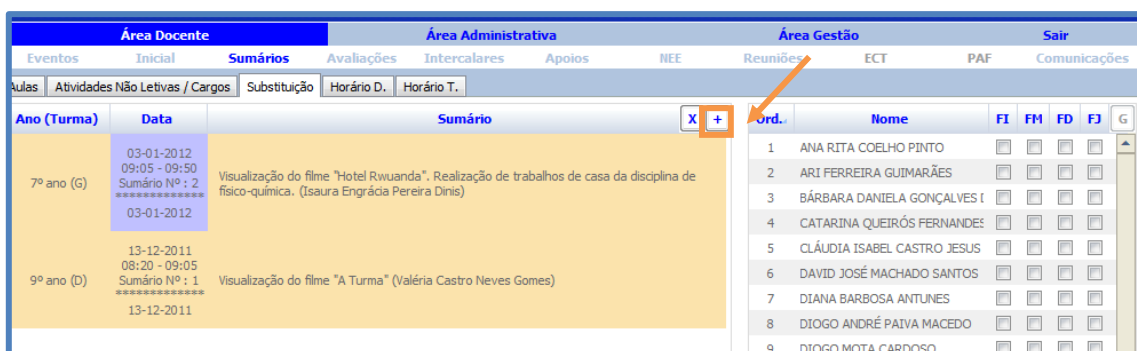 Área Docente Área Administrativa Área Gestão Sair
Eventos Inicial Sumários Avaliações Intercalares Apoios NEE Reuniões ECT PAF Comunicações
Aulas Atividades Não Letivas / Cargos Substituição Horário D. Horário T.
Ano (Turma) Data Sumário X + Ord. Nome FI FM FD FJ G
7º ano (G)
03-01-2012
09:05 - 09:50
Sumário Nº : 2
*************
03-01-2012
Visualização do filme "Hotel Rwuanda". Realização de trabalhos de casa da disciplina de
físico-química. (Isaura Engrácia Pereira Dinis)
9º ano (D)
13-12-2011
08:20 - 09:05
Sumário Nº : 1
*************
13-12-2011
Visualização do filme "A Turma" (Valéria Castro Neves Gomes)
1 ANA RITA COELHO PINTO
2 ARI FERREIRA GUIMARÃES
3 BÁRBARA DANIELA GONÇALVES
4 CATARINA QUEIRÓS FERNANDES
5 CLÁUDIA ISABEL CASTRO JESUS
6 DAVID JOSÉ MACHADO SANTOS
7 DIANA BARBOSA ANTUNES
8 DIOGO ANDRÉ PAIVA MACEDO
9 DIOGO MOTA CARDOSO